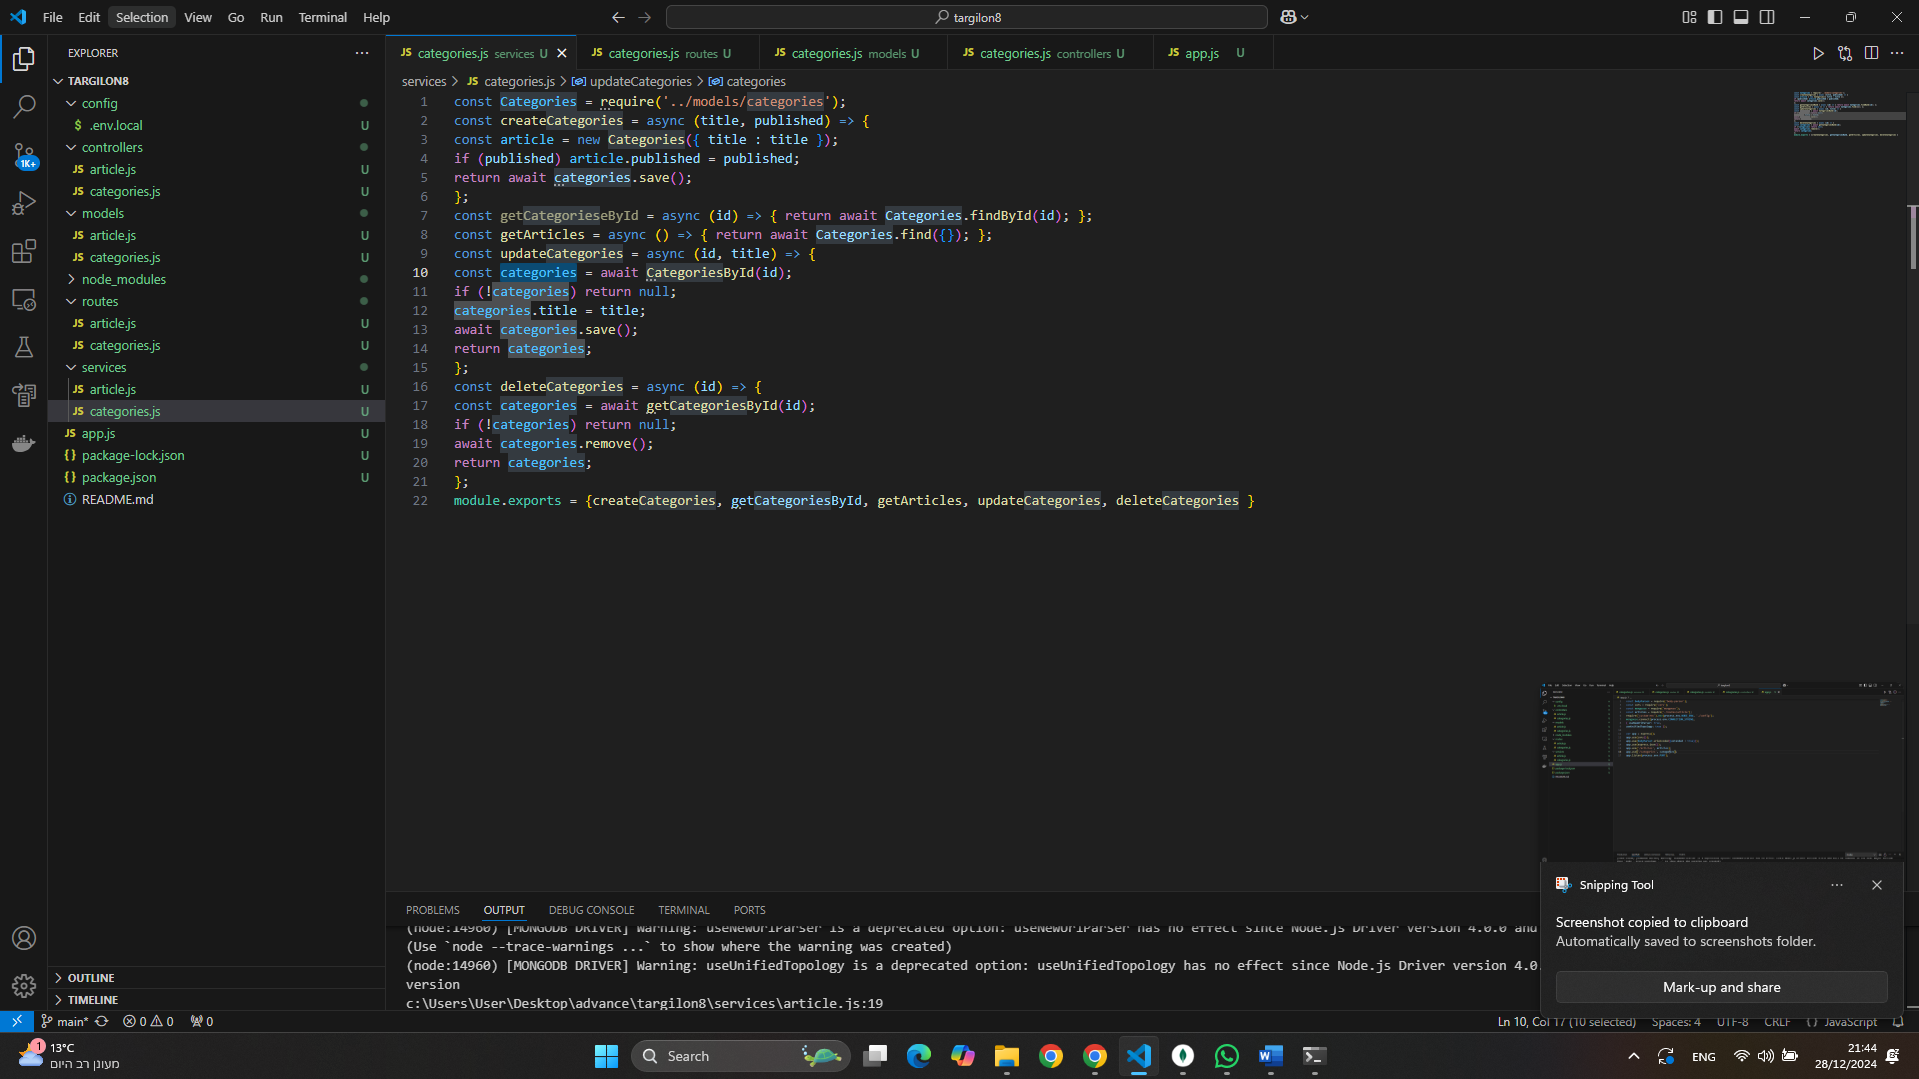 File Edit Selection View Go Run Terminal Help
targilon8
EXPLORER
TARGILON8
config
$ .env.local U
controllers
JS article.js U
JS categories.js U
models
JS article.js U
JS categories.js U
node_modules
routes
JS article.js U
JS categories.js U
services
JS article.js U
JS categories.js U
JS app.js U
{} package-lock.json U
{} package.json U
README.md
OUTLINE
TIMELINE
1K+
JS categories.js services U
JS categories.js routes U
JS categories.js models U
JS categories.js controllers U
JS app.js U
services > JS categories.js > updateCategories > categories
1 const Categories = require('../models/categories');
2 const createCategories = async (title, published) => {
3 const article = new Categories({ title : title });
4 if (published) article.published = published;
5 return await categories.save();
6 };
7 const getCategorieseById = async (id) => { return await Categories.findById(id); };
8 const getArticles = async () => { return await Categories.find({}); };
9 const updateCategories = async (id, title) => {
10 const categories = await CategoriesById(id);
11 if (!categories) return null;
12 categories.title = title;
13 await categories.save();
14 return categories;
15 };
16 const deleteCategories = async (id) => {
17 const categories = await getCategoriesById(id);
18 if (!categories) return null;
19 await categories.remove();
20 return categories;
21 };
22 module.exports = {createCategories, getCategoriesById, getArticles, updateCategories, deleteCategories }
PROBLEMS OUTPUT DEBUG CONSOLE TERMINAL PORTS
(node:14960) [MONGODB DRIVER] Warning: useNewUrlParser is a deprecated option: useNewUrlParser has no effect since Node.js Driver version 4.0.0 and
(Use `node --trace-warnings ...` to show where the warning was created)
(node:14960) [MONGODB DRIVER] Warning: useUnifiedTopology is a deprecated option: useUnifiedTopology has no effect since Node.js Driver version 4.0.
version
c:\Users\User\Desktop\advance\targilon8\services\article.js:19
Snipping Tool
Screenshot copied to clipboard
Automatically saved to screenshots folder.
Mark-up and share
main* 0 0 0
Ln 10, Col 17 (10 selected) Spaces: 4 UTF-8 CRLF {} JavaScript
1
13°C
מעונן רב היום
Search
ENG
21:44
28/12/2024